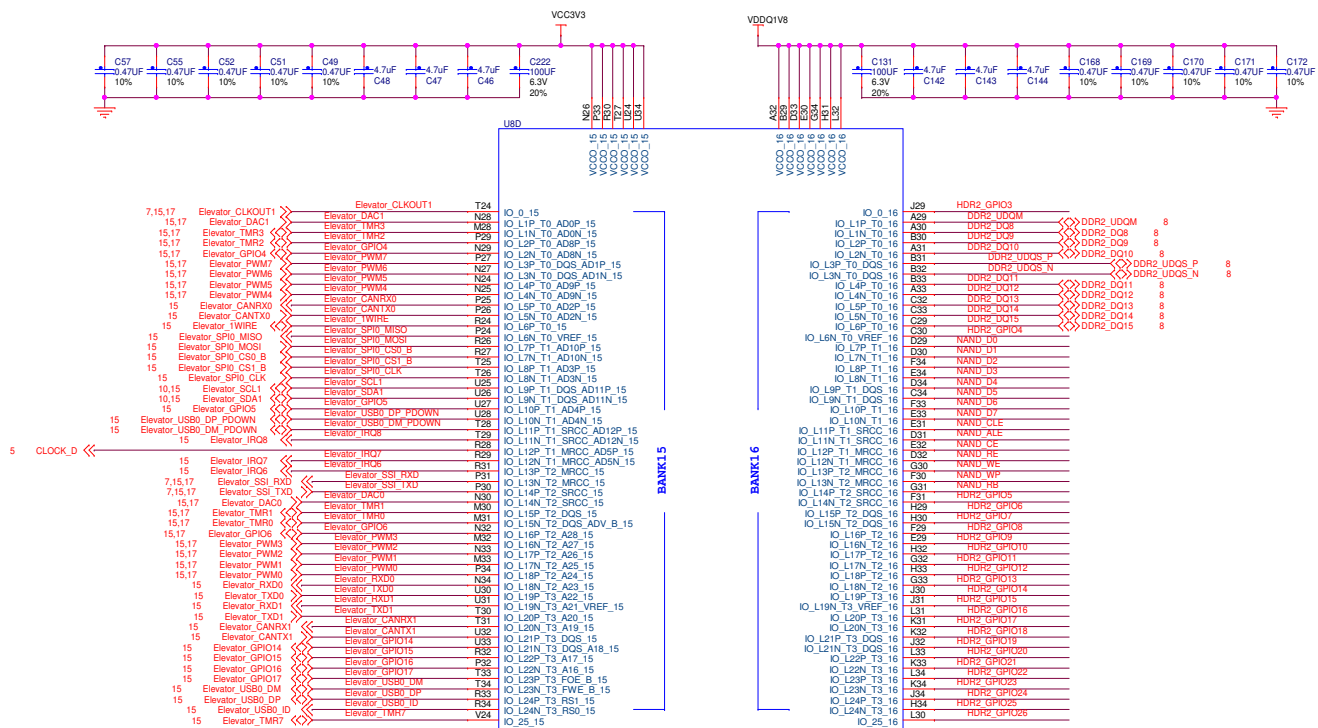 VCC3V3
VDDQ1V8
C57 0.47UF 10%
C55 0.47UF 10%
C52 0.47UF 10%
C51 0.47UF 10%
C49 0.47UF 10%
4.7uF C48
4.7uF C47
4.7uF C46
C222 100UF 6.3V 20%
C131 100UF 6.3V 20%
4.7uF C142
4.7uF C143
4.7uF C144
C168 0.47UF 10%
C169 0.47UF 10%
C170 0.47UF 10%
C171 0.47UF 10%
C172 0.47UF 10%
N26 P33 R30 T27 U24 U34
A32 B29 D33 E30 G34 H31 L32
U8D
VCCO_15 VCCO_15 VCCO_15 VCCO_15 VCCO_15 VCCO_15
VCCO_16 VCCO_16 VCCO_16 VCCO_16 VCCO_16 VCCO_16 VCCO_16
7,15,17 Elevator_CLKOUT1 Elevator_CLKOUT1 T24 IO_0_15
15,17 Elevator_DAC1 Elevator_DAC1 N28 IO_L1P_T0_AD0P_15
15,17 Elevator_TMR3 Elevator_TMR3 M28 IO_L1N_T0_AD0N_15
15,17 Elevator_TMR2 Elevator_TMR2 P29 IO_L2P_T0_AD8P_15
15,17 Elevator_GPIO4 Elevator_GPIO4 N29 IO_L2N_T0_AD8N_15
15,17 Elevator_PWM7 Elevator_PWM7 P27 IO_L3P_T0_DQS_AD1P_15
15,17 Elevator_PWM6 Elevator_PWM6 N27 IO_L3N_T0_DQS_AD1N_15
15,17 Elevator_PWM5 Elevator_PWM5 N24 IO_L4P_T0_AD9P_15
15,17 Elevator_PWM4 Elevator_PWM4 N25 IO_L4N_T0_AD9N_15
15 Elevator_CANRX0 Elevator_CANRX0 P25 IO_L5P_T0_AD2P_15
15 Elevator_CANTX0 Elevator_CANTX0 P26 IO_L5N_T0_AD2N_15
15 Elevator_1WIRE Elevator_1WIRE R24 IO_L6P_T0_15
15 Elevator_SPI0_MISO Elevator_SPI0_MISO P24 IO_L6N_T0_VREF_15
15 Elevator_SPI0_MOSI Elevator_SPI0_MOSI R26 IO_L7P_T1_AD10P_15
15 Elevator_SPI0_CS0_B Elevator_SPI0_CS0_B R27 IO_L7N_T1_AD10N_15
15 Elevator_SPI0_CS1_B Elevator_SPI0_CS1_B T25 IO_L8P_T1_AD3P_15
15 Elevator_SPI0_CLK Elevator_SPI0_CLK T26 IO_L8N_T1_AD3N_15
10,15 Elevator_SCL1 Elevator_SCL1 U25 IO_L9P_T1_DQS_AD11P_15
10,15 Elevator_SDA1 Elevator_SDA1 U26 IO_L9N_T1_DQS_AD11N_15
15 Elevator_GPIO5 Elevator_GPIO5 U27 IO_L10P_T1_AD4P_15
15 Elevator_USB0_DP_PDOWN Elevator_USB0_DP_PDOWN U28 IO_L10N_T1_AD4N_15
15 Elevator_USB0_DM_PDOWN Elevator_USB0_DM_PDOWN T28 IO_L11P_T1_SRCC_AD12P_15
15 Elevator_IRQ8 Elevator_IRQ8 T29 IO_L11N_T1_SRCC_AD12N_15
5 CLOCK_D R28 IO_L12P_T1_MRCC_AD5P_15
15 Elevator_IRQ7 Elevator_IRQ7 R29 IO_L12N_T1_MRCC_AD5N_15
15 Elevator_IRQ6 Elevator_IRQ6 R31 IO_L13P_T2_MRCC_15
7,15,17 Elevator_SSI_RXD Elevator_SSI_RXD P31 IO_L13N_T2_MRCC_15
7,15,17 Elevator_SSI_TXD Elevator_SSI_TXD P30 IO_L14P_T2_SRCC_15
15,17 Elevator_DAC0 Elevator_DAC0 N30 IO_L14N_T2_SRCC_15
15,17 Elevator_TMR1 Elevator_TMR1 M30 IO_L15P_T2_DQS_15
15,17 Elevator_TMR0 Elevator_TMR0 M31 IO_L15N_T2_DQS_ADV_B_15
15,17 Elevator_GPIO6 Elevator_GPIO6 N32 IO_L16P_T2_A28_15
15,17 Elevator_PWM3 Elevator_PWM3 M32 IO_L16N_T2_A27_15
15,17 Elevator_PWM2 Elevator_PWM2 N33 IO_L17P_T2_A26_15
15,17 Elevator_PWM1 Elevator_PWM1 M33 IO_L17N_T2_A25_15
15,17 Elevator_PWM0 Elevator_PWM0 P34 IO_L18P_T2_A24_15
15 Elevator_RXD0 Elevator_RXD0 N34 IO_L18N_T2_A23_15
15 Elevator_TXD0 Elevator_TXD0 U30 IO_L19P_T3_A22_15
15 Elevator_RXD1 Elevator_RXD1 U31 IO_L19N_T3_A21_VREF_15
15 Elevator_TXD1 Elevator_TXD1 T30 IO_L20P_T3_A20_15
15 Elevator_CANRX1 Elevator_CANRX1 T31 IO_L20N_T3_A19_15
15 Elevator_CANTX1 Elevator_CANTX1 U32 IO_L21P_T3_DQS_15
15 Elevator_GPIO14 Elevator_GPIO14 U33 IO_L21N_T3_DQS_A18_15
15 Elevator_GPIO15 Elevator_GPIO15 R32 IO_L22P_T3_A17_15
15 Elevator_GPIO16 Elevator_GPIO16 P32 IO_L22N_T3_A16_15
15 Elevator_GPIO17 Elevator_GPIO17 T33 IO_L23P_T3_FOE_B_15
15 Elevator_USB0_DM Elevator_USB0_DM T34 IO_L23N_T3_FWE_B_15
15 Elevator_USB0_DP Elevator_USB0_DP R33 IO_L24P_T3_RS1_15
15 Elevator_USB0_ID Elevator_USB0_ID R34 IO_L24N_T3_RS0_15
15 Elevator_TMR7 Elevator_TMR7 V24 IO_25_15
BANK15
BANK16
IO_0_16 J29 HDR2_GPIO3
IO_L1P_T0_16 A29 DDR2_UDQM DDR2_UDQM 8
IO_L1N_T0_16 A30 DDR2_DQ8 DDR2_DQ8 8
IO_L2P_T0_16 B30 DDR2_DQ9 DDR2_DQ9 8
IO_L2N_T0_16 A31 DDR2_DQ10 DDR2_DQ10 8
IO_L3P_T0_DQS_16 B31 DDR2_UDQS_P DDR2_UDQS_P 8
IO_L3N_T0_DQS_16 B32 DDR2_UDQS_N DDR2_UDQS_N 8
IO_L4P_T0_16 B33 DDR2_DQ11 DDR2_DQ11 8
IO_L4N_T0_16 A33 DDR2_DQ12 DDR2_DQ12 8
IO_L5P_T0_16 C32 DDR2_DQ13 DDR2_DQ13 8
IO_L5N_T0_16 C33 DDR2_DQ14 DDR2_DQ14 8
IO_L6P_T0_16 C29 DDR2_DQ15 DDR2_DQ15 8
IO_L6N_T0_VREF_16 C30 HDR2_GPIO4
IO_L7P_T1_16 D29 NAND_D0
IO_L7N_T1_16 D30 NAND_D1
IO_L8P_T1_16 F34 NAND_D2
IO_L8N_T1_16 E34 NAND_D3
IO_L9P_T1_DQS_16 D34 NAND_D4
IO_L9N_T1_DQS_16 C34 NAND_D5
IO_L10P_T1_16 F33 NAND_D6
IO_L10N_T1_16 E33 NAND_D7
IO_L11P_T1_SRCC_16 E31 NAND_CLE
IO_L11N_T1_SRCC_16 D31 NAND_ALE
IO_L12P_T1_MRCC_16 E32 NAND_CE
IO_L12N_T1_MRCC_16 D32 NAND_RE
IO_L13P_T2_MRCC_16 G30 NAND_WE
IO_L13N_T2_MRCC_16 F30 NAND_WP
IO_L14P_T2_SRCC_16 G31 NAND_RB
IO_L14N_T2_SRCC_16 F31 HDR2_GPIO5
IO_L15P_T2_DQS_16 H29 HDR2_GPIO6
IO_L15N_T2_DQS_16 H30 HDR2_GPIO7
IO_L16P_T2_16 F29 HDR2_GPIO8
IO_L16N_T2_16 E29 HDR2_GPIO9
IO_L17P_T2_16 H32 HDR2_GPIO10
IO_L17N_T2_16 G32 HDR2_GPIO11
IO_L18P_T2_16 H33 HDR2_GPIO12
IO_L18N_T2_16 G33 HDR2_GPIO13
IO_L19P_T3_16 J30 HDR2_GPIO14
IO_L19N_T3_VREF_16 J31 HDR2_GPIO15
IO_L20P_T3_16 L31 HDR2_GPIO16
IO_L20N_T3_16 K31 HDR2_GPIO17
IO_L21P_T3_DQS_16 K32 HDR2_GPIO18
IO_L21N_T3_DQS_16 J32 HDR2_GPIO19
IO_L22P_T3_16 L33 HDR2_GPIO20
IO_L22N_T3_16 K33 HDR2_GPIO21
IO_L23P_T3_16 L34 HDR2_GPIO22
IO_L23N_T3_16 K34 HDR2_GPIO23
IO_L24P_T3_16 J34 HDR2_GPIO24
IO_L24N_T3_16 H34 HDR2_GPIO25
IO_25_16 L30 HDR2_GPIO26